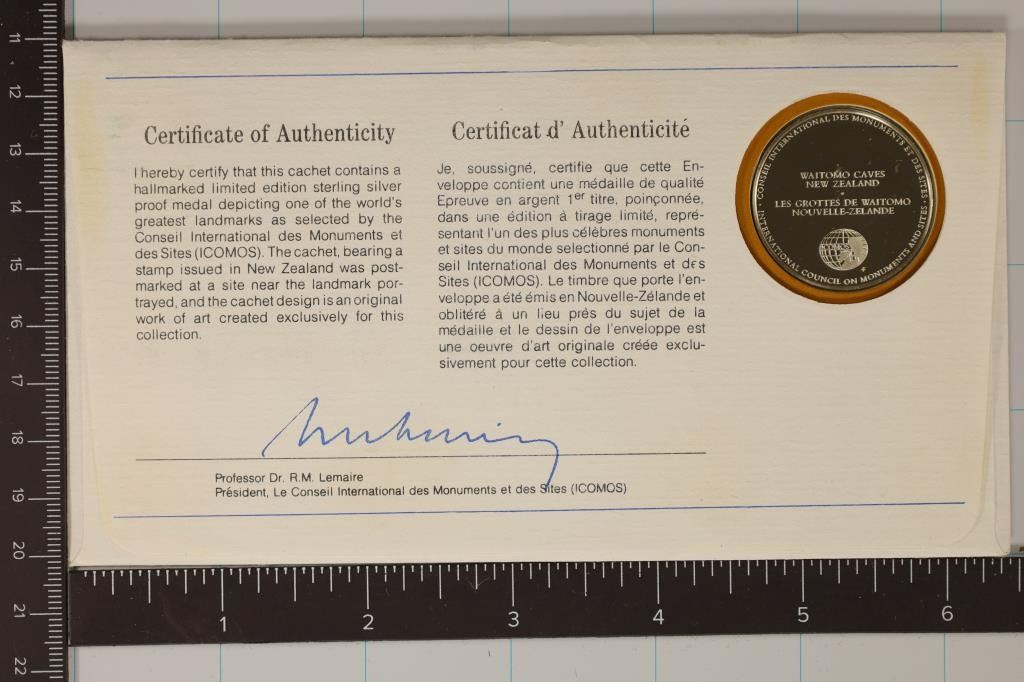 Certificate of Authenticity
I hereby certify that this cachet contains a
hallmarked limited edition sterling silver
proof medal depicting one of the world's
greatest landmarks as selected by the
Conseil International des Monuments et
des Sites (ICOMOS). The cachet, bearing a
stamp issued in New Zealand was post-
marked at a site near the landmark por-
trayed, and the cachet design is an original
work of art created exclusively for this
collection.
Certificat d' Authenticité
Je, soussigné, certifie que cette En-
veloppe contient une médaille de qualité
Epreuve en argent 1er titre, poinçonnée,
dans une édition à tirage limité, repré-
sentant l'un des plus célèbres monuments
et sites du monde selectionné par le Con-
seil International des Monuments et des
Sites (ICOMOS). Le timbre que porte l'en-
veloppe a été émis en Nouvelle-Zélande et
oblitéré à un lieu près du sujet de la
médaille et le dessin de l'enveloppe est
une oeuvre d'art originale créée exclu-
sivement pour cette collection.
Professor Dr. R.M. Lemaire
Président, Le Conseil International des Monuments et des Sites (ICOMOS)
· CONSEIL INTERNATIONAL DES MONUMENTS ET DES SITES ·
INTERNATIONAL COUNCIL ON MONUMENTS AND SITES
WAITOMO CAVES
NEW ZEALAND
·
LES GROTTES DE WAITOMO
NOUVELLE-ZELANDE
11
12
13
14
15
16
17
18
19
20
21
22
1 2 3 4 5 6